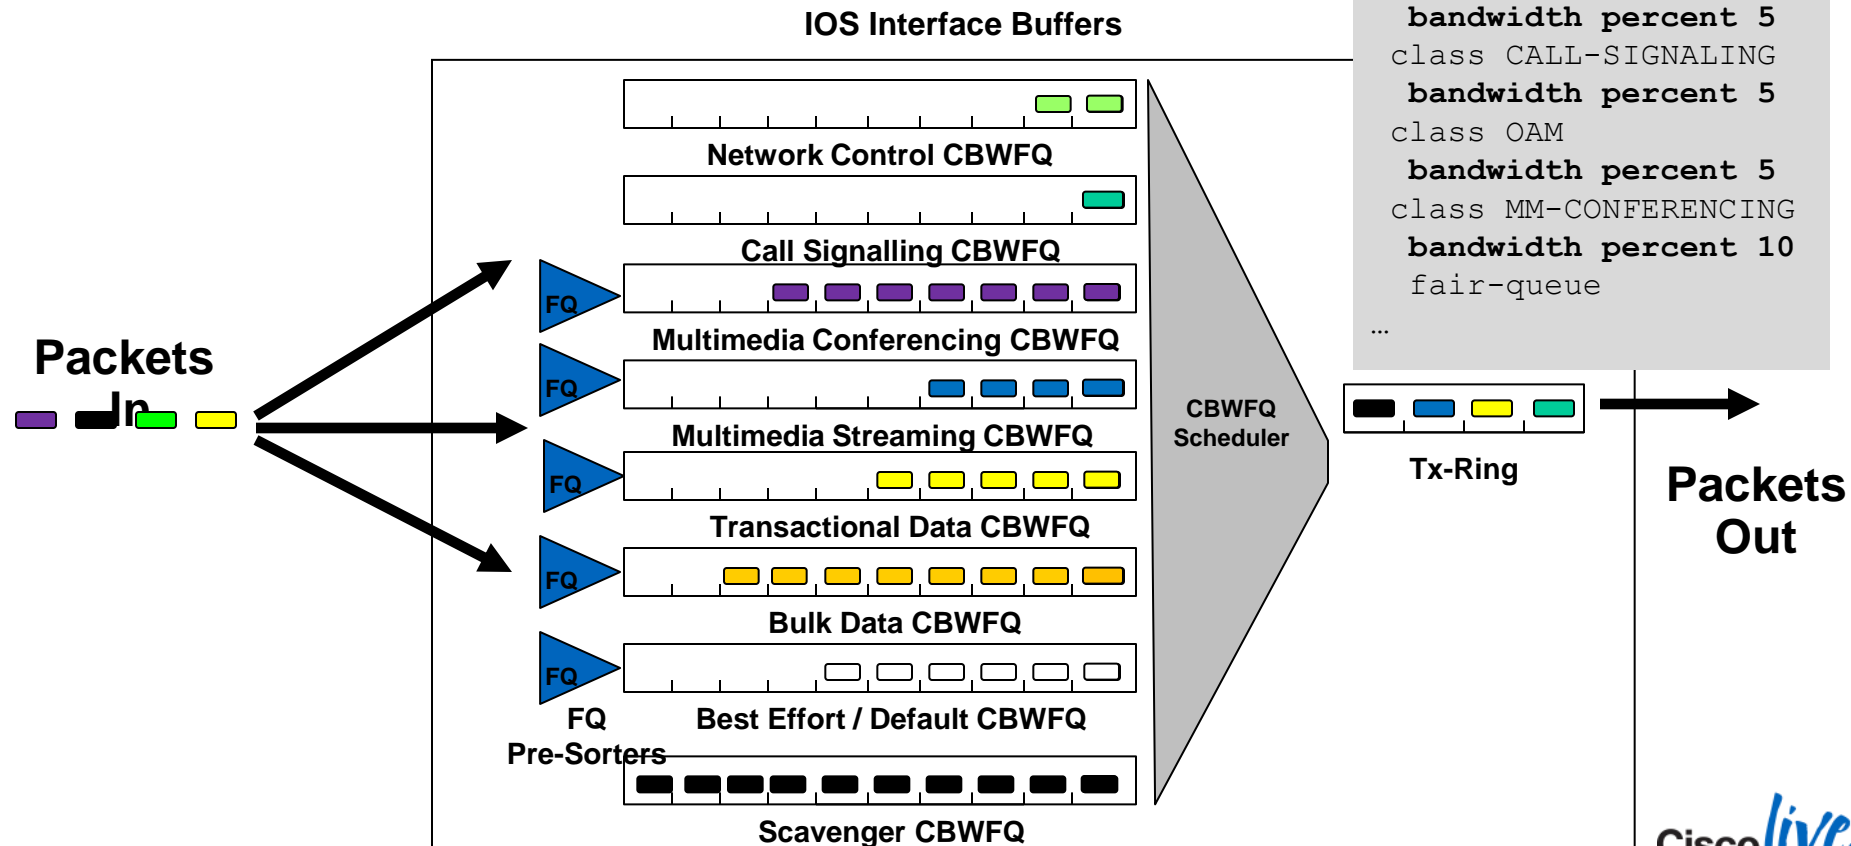 IOS Interface Buffers
bandwidth percent 5
class CALL-SIGNALING
bandwidth percent 5
class OAM
bandwidth percent 5
class MM-CONFERENCING
bandwidth percent 10
fair-queue
…
Network Control CBWFQ
Call Signalling CBWFQ
FQ
Multimedia Conferencing CBWFQ
Packets
In
FQ
Multimedia Streaming CBWFQ
CBWFQ
Scheduler
Tx-Ring
FQ
Transactional Data CBWFQ
Packets
Out
FQ
Bulk Data CBWFQ
FQ
Best Effort / Default CBWFQ
FQ
Pre-Sorters
Scavenger CBWFQ
Cisco live